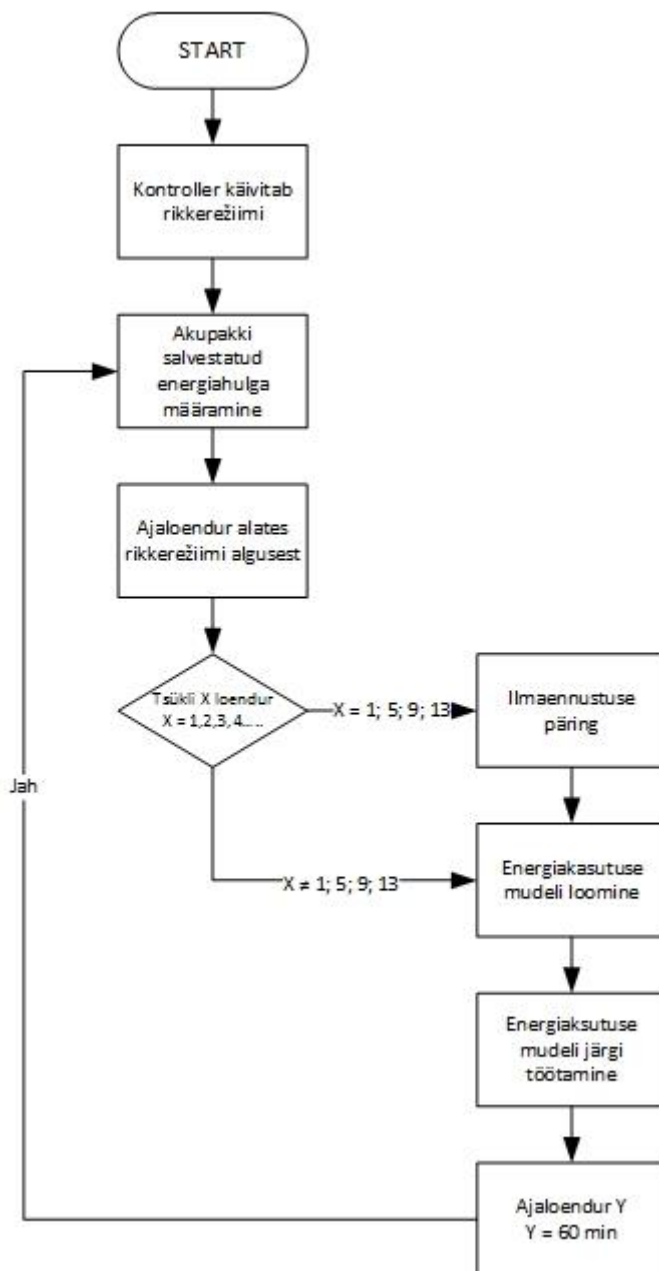 START
Kontroller käivitab
rikkerežiimi
Akupakki
salvestatud
energiahulga
määramine
Ajaloendur alates
rikkerežiimi algusest
Tsükli X loendur
X = 1,2,3, 4.....
X = 1; 5; 9; 13
Ilmaennustuse
päring
Jah
X ≠ 1; 5; 9; 13
Energiakasutuse
mudeli loomine
Energiaksutuse
mudeli järgi
töötamine
Ajaloendur Y
Y = 60 min